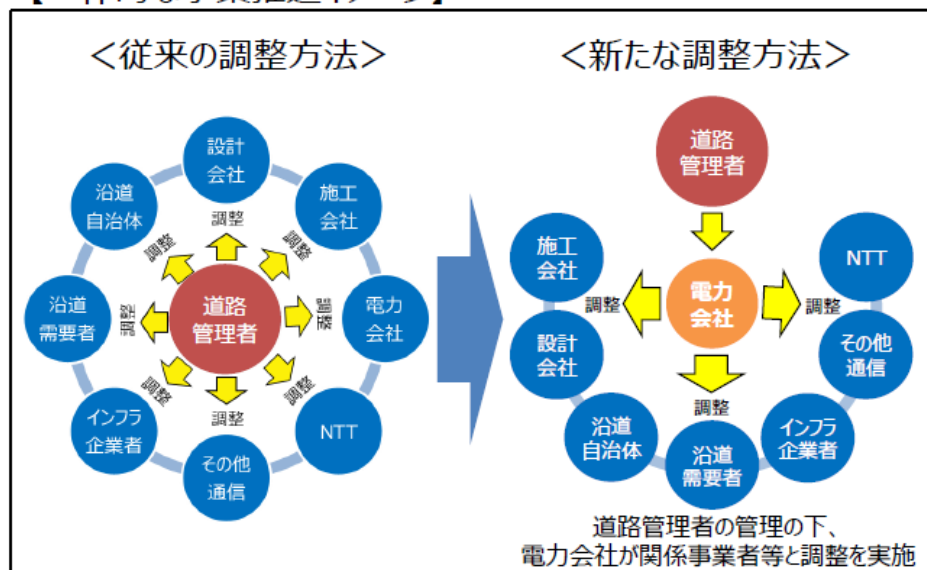 ＜従来の調整方法＞
設計
会社
施工
会社
電力
会社
NTT
その他
通信
インフラ
企業者
沿道
需要者
沿道
自治体
道路
管理者
調整
調整
調整
調整
調整
調整
調整
調整
＜新たな調整方法＞
道路
管理者
電力
会社
調整
調整
調整
施工
会社
設計
会社
沿道
自治体
沿道
需要者
インフラ
企業者
その他
通信
NTT
道路管理者の管理の下、
電力会社が関係事業者等と調整を実施